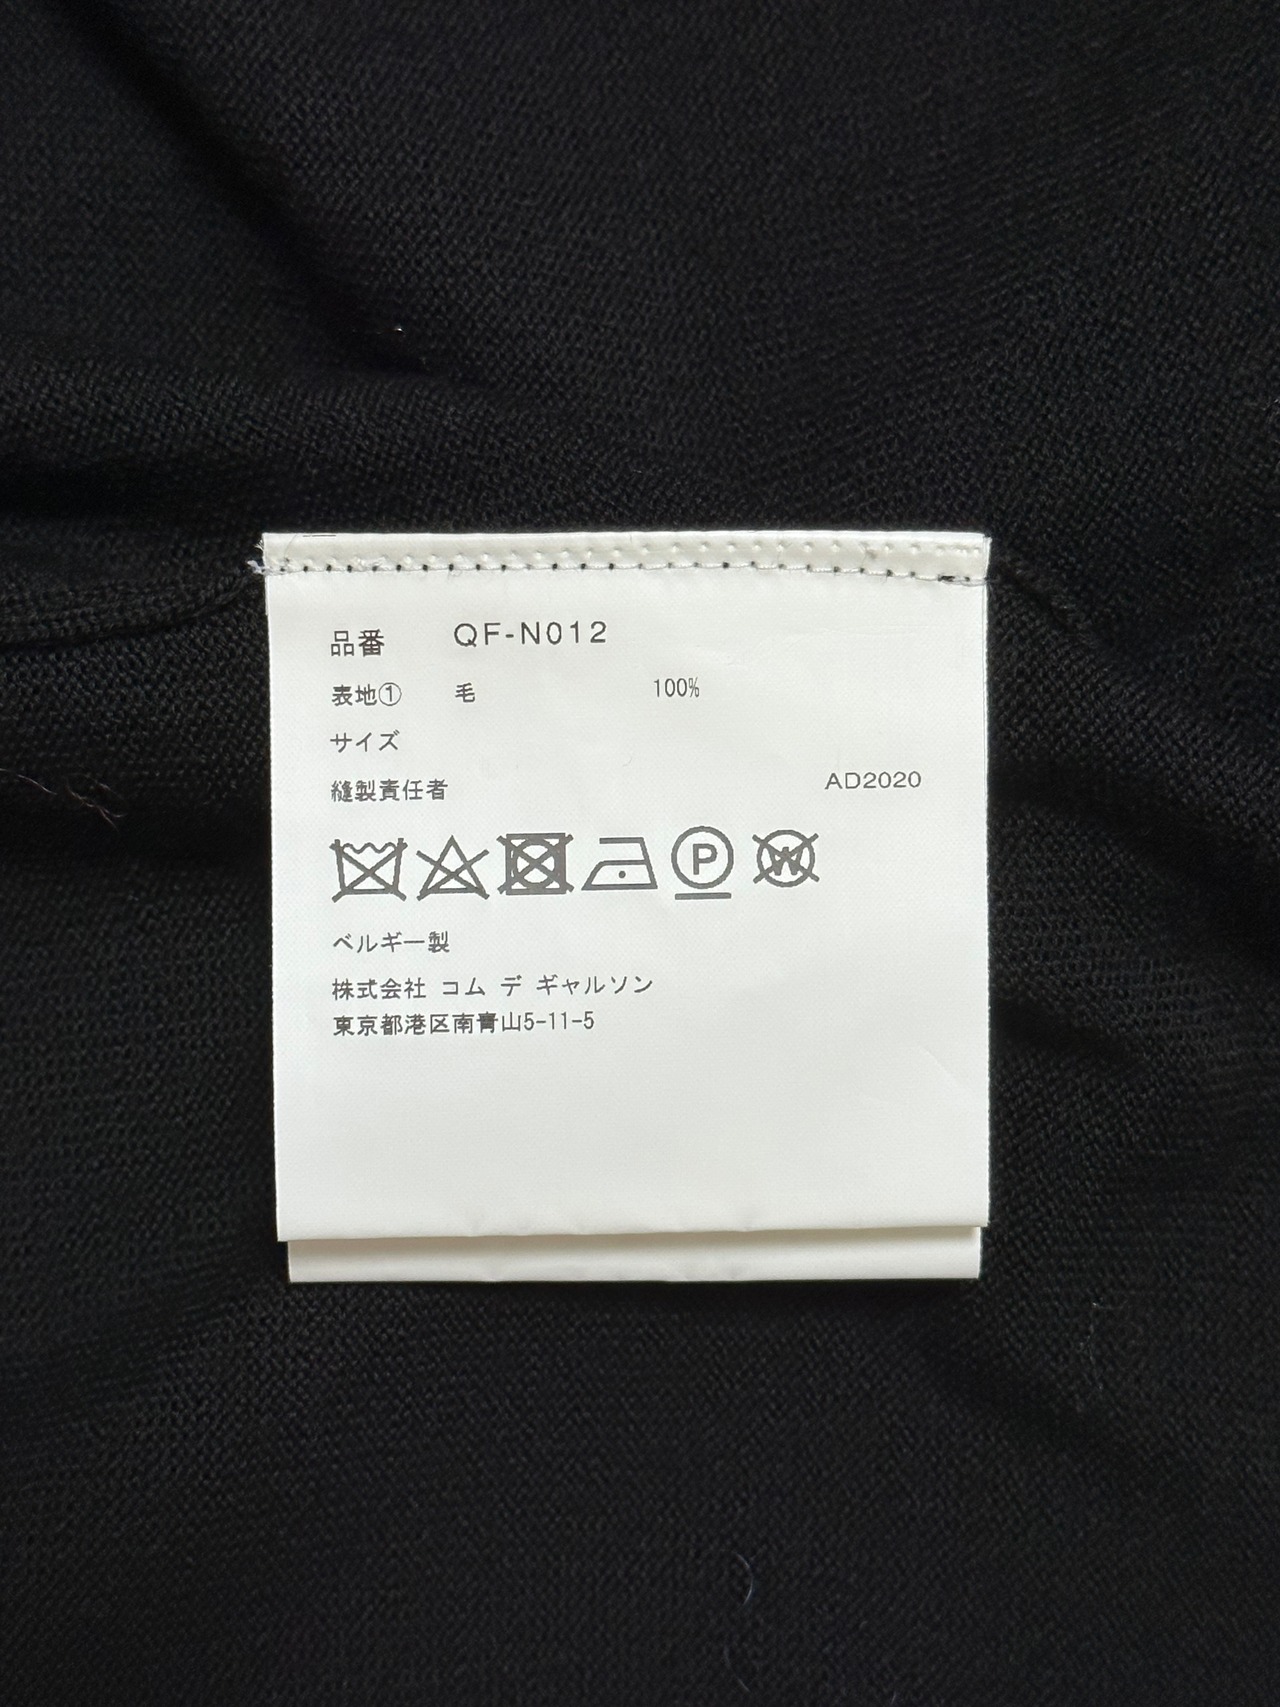 品番 QF-N012
表地① 毛 100%
サイズ
縫製責任者 AD2020
P W
ベルギー製
株式会社 コム デ ギャルソン
東京都港区南青山5-11-5